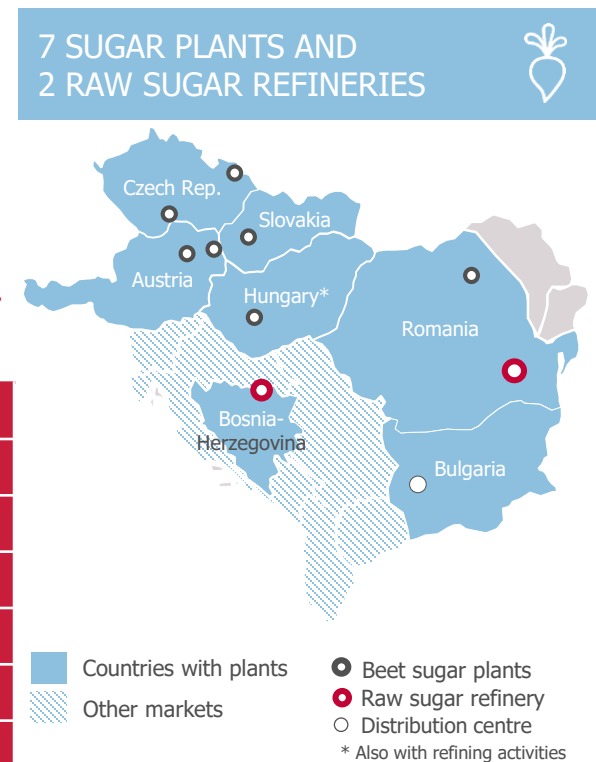 7 SUGAR PLANTS AND
2 RAW SUGAR REFINERIES
Czech Rep.
Slovakia
Austria
Hungary*
Romania
Bosnia-
Herzegovina
Bulgaria
Countries with plants
Other markets
Beet sugar plants
Raw sugar refinery
Distribution centre
* Also with refining activities